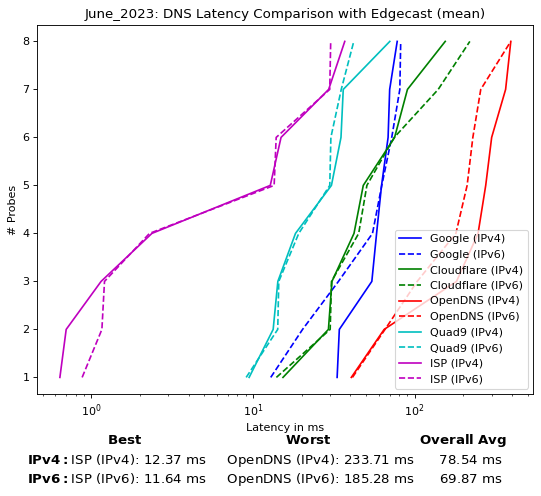 June_2023: DNS Latency Comparison with Edgecast (mean)
8
7
6
5
4
3
2
1
# Probes
Google (IPv4)
Google (IPv6)
Cloudflare (IPv4)
Cloudflare (IPv6)
OpenDNS (IPv4)
OpenDNS (IPv6)
Quad9 (IPv4)
Quad9 (IPv6)
ISP (IPv4)
ISP (IPv6)
10⁰ 10¹ 10²
Latency in ms
Best Worst Overall Avg
IPv4: ISP (IPv4): 12.37 ms OpenDNS (IPv4): 233.71 ms 78.54 ms
IPv6: ISP (IPv6): 11.64 ms OpenDNS (IPv6): 185.28 ms 69.87 ms